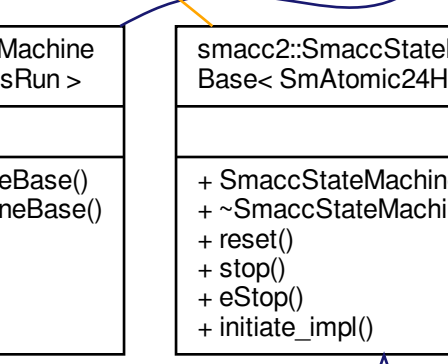 Machine
sRun >
eBase()
neBase()
smacc2::SmaccState
Base< SmAtomic24H
+ SmaccStateMachin
+ ~SmaccStateMachi
+ reset()
+ stop()
+ eStop()
+ initiate_impl()